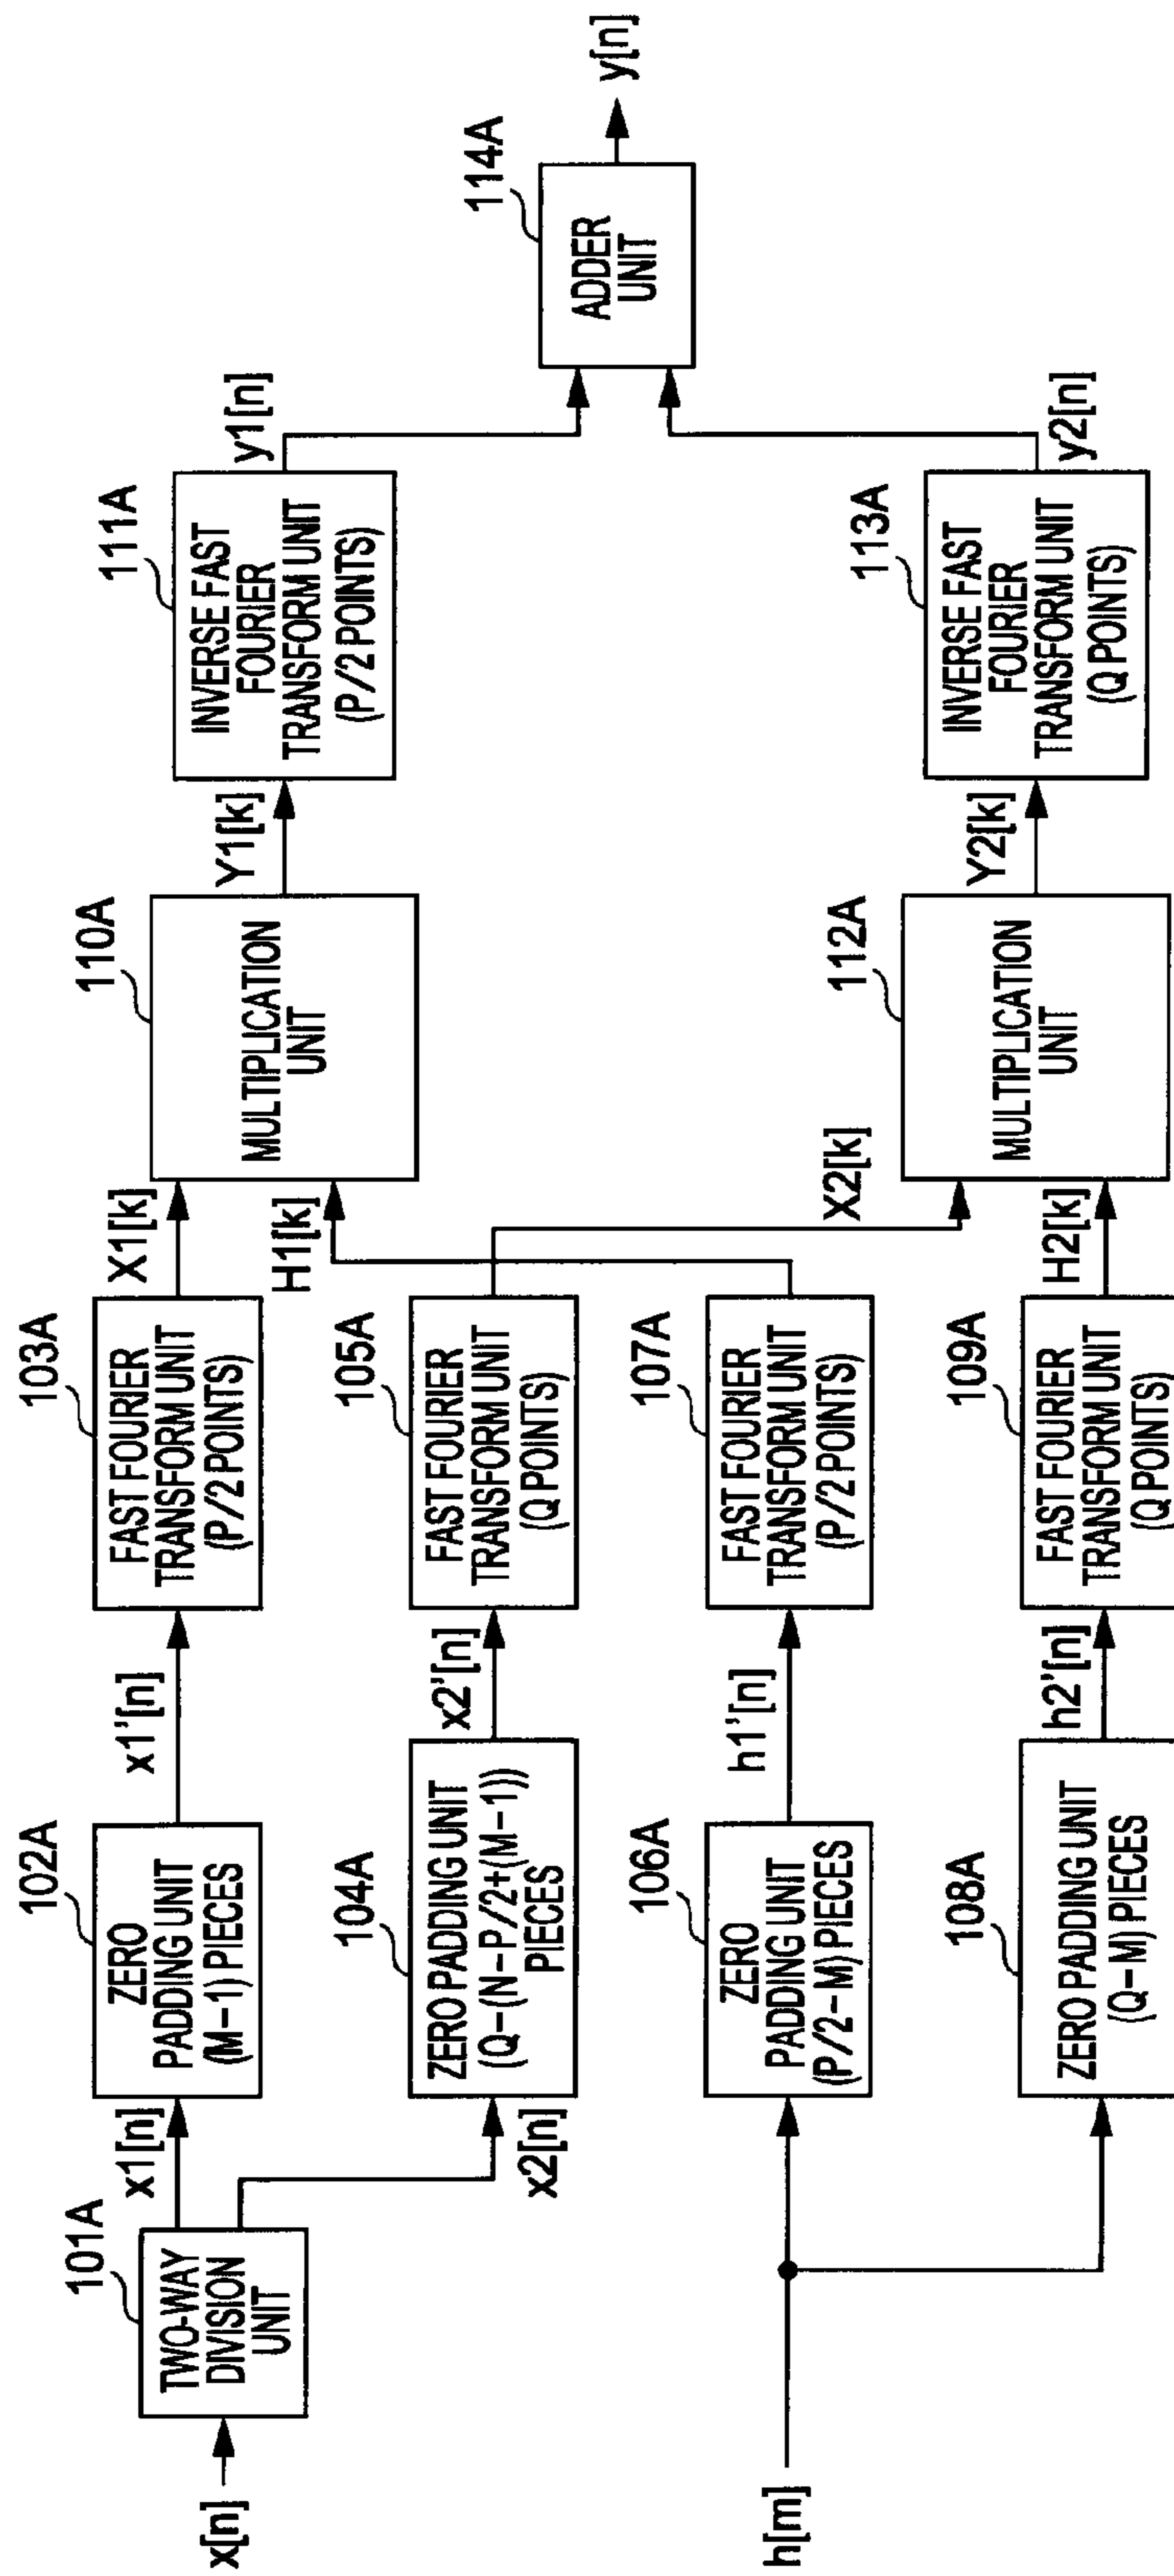 x[n]
101A
TWO-WAY
DIVISION
UNIT
x1[n]
x2[n]
102A
ZERO
PADDING UNIT
(M−1) PIECES
x1'[n]
103A
FAST FOURIER
TRANSFORM UNIT
(P/2 POINTS)
X1[k]
104A
ZERO PADDING UNIT
(Q−(N−P/2+(M−1))
PIECES
x2'[n]
105A
FAST FOURIER
TRANSFORM UNIT
(Q POINTS)
X2[k]
h[m]
106A
ZERO
PADDING UNIT
(P/2−M) PIECES
h1'[n]
107A
FAST FOURIER
TRANSFORM UNIT
(P/2 POINTS)
H1[k]
108A
ZERO PADDING UNIT
(Q−M) PIECES
h2'[n]
109A
FAST FOURIER
TRANSFORM UNIT
(Q POINTS)
H2[k]
110A
MULTIPLICATION
UNIT
Y1[k]
111A
INVERSE FAST
FOURIER
TRANSFORM UNIT
(P/2 POINTS)
y1[n]
112A
MULTIPLICATION
UNIT
Y2[k]
113A
INVERSE FAST
FOURIER
TRANSFORM UNIT
(Q POINTS)
y2[n]
114A
ADDER
UNIT
y[n]